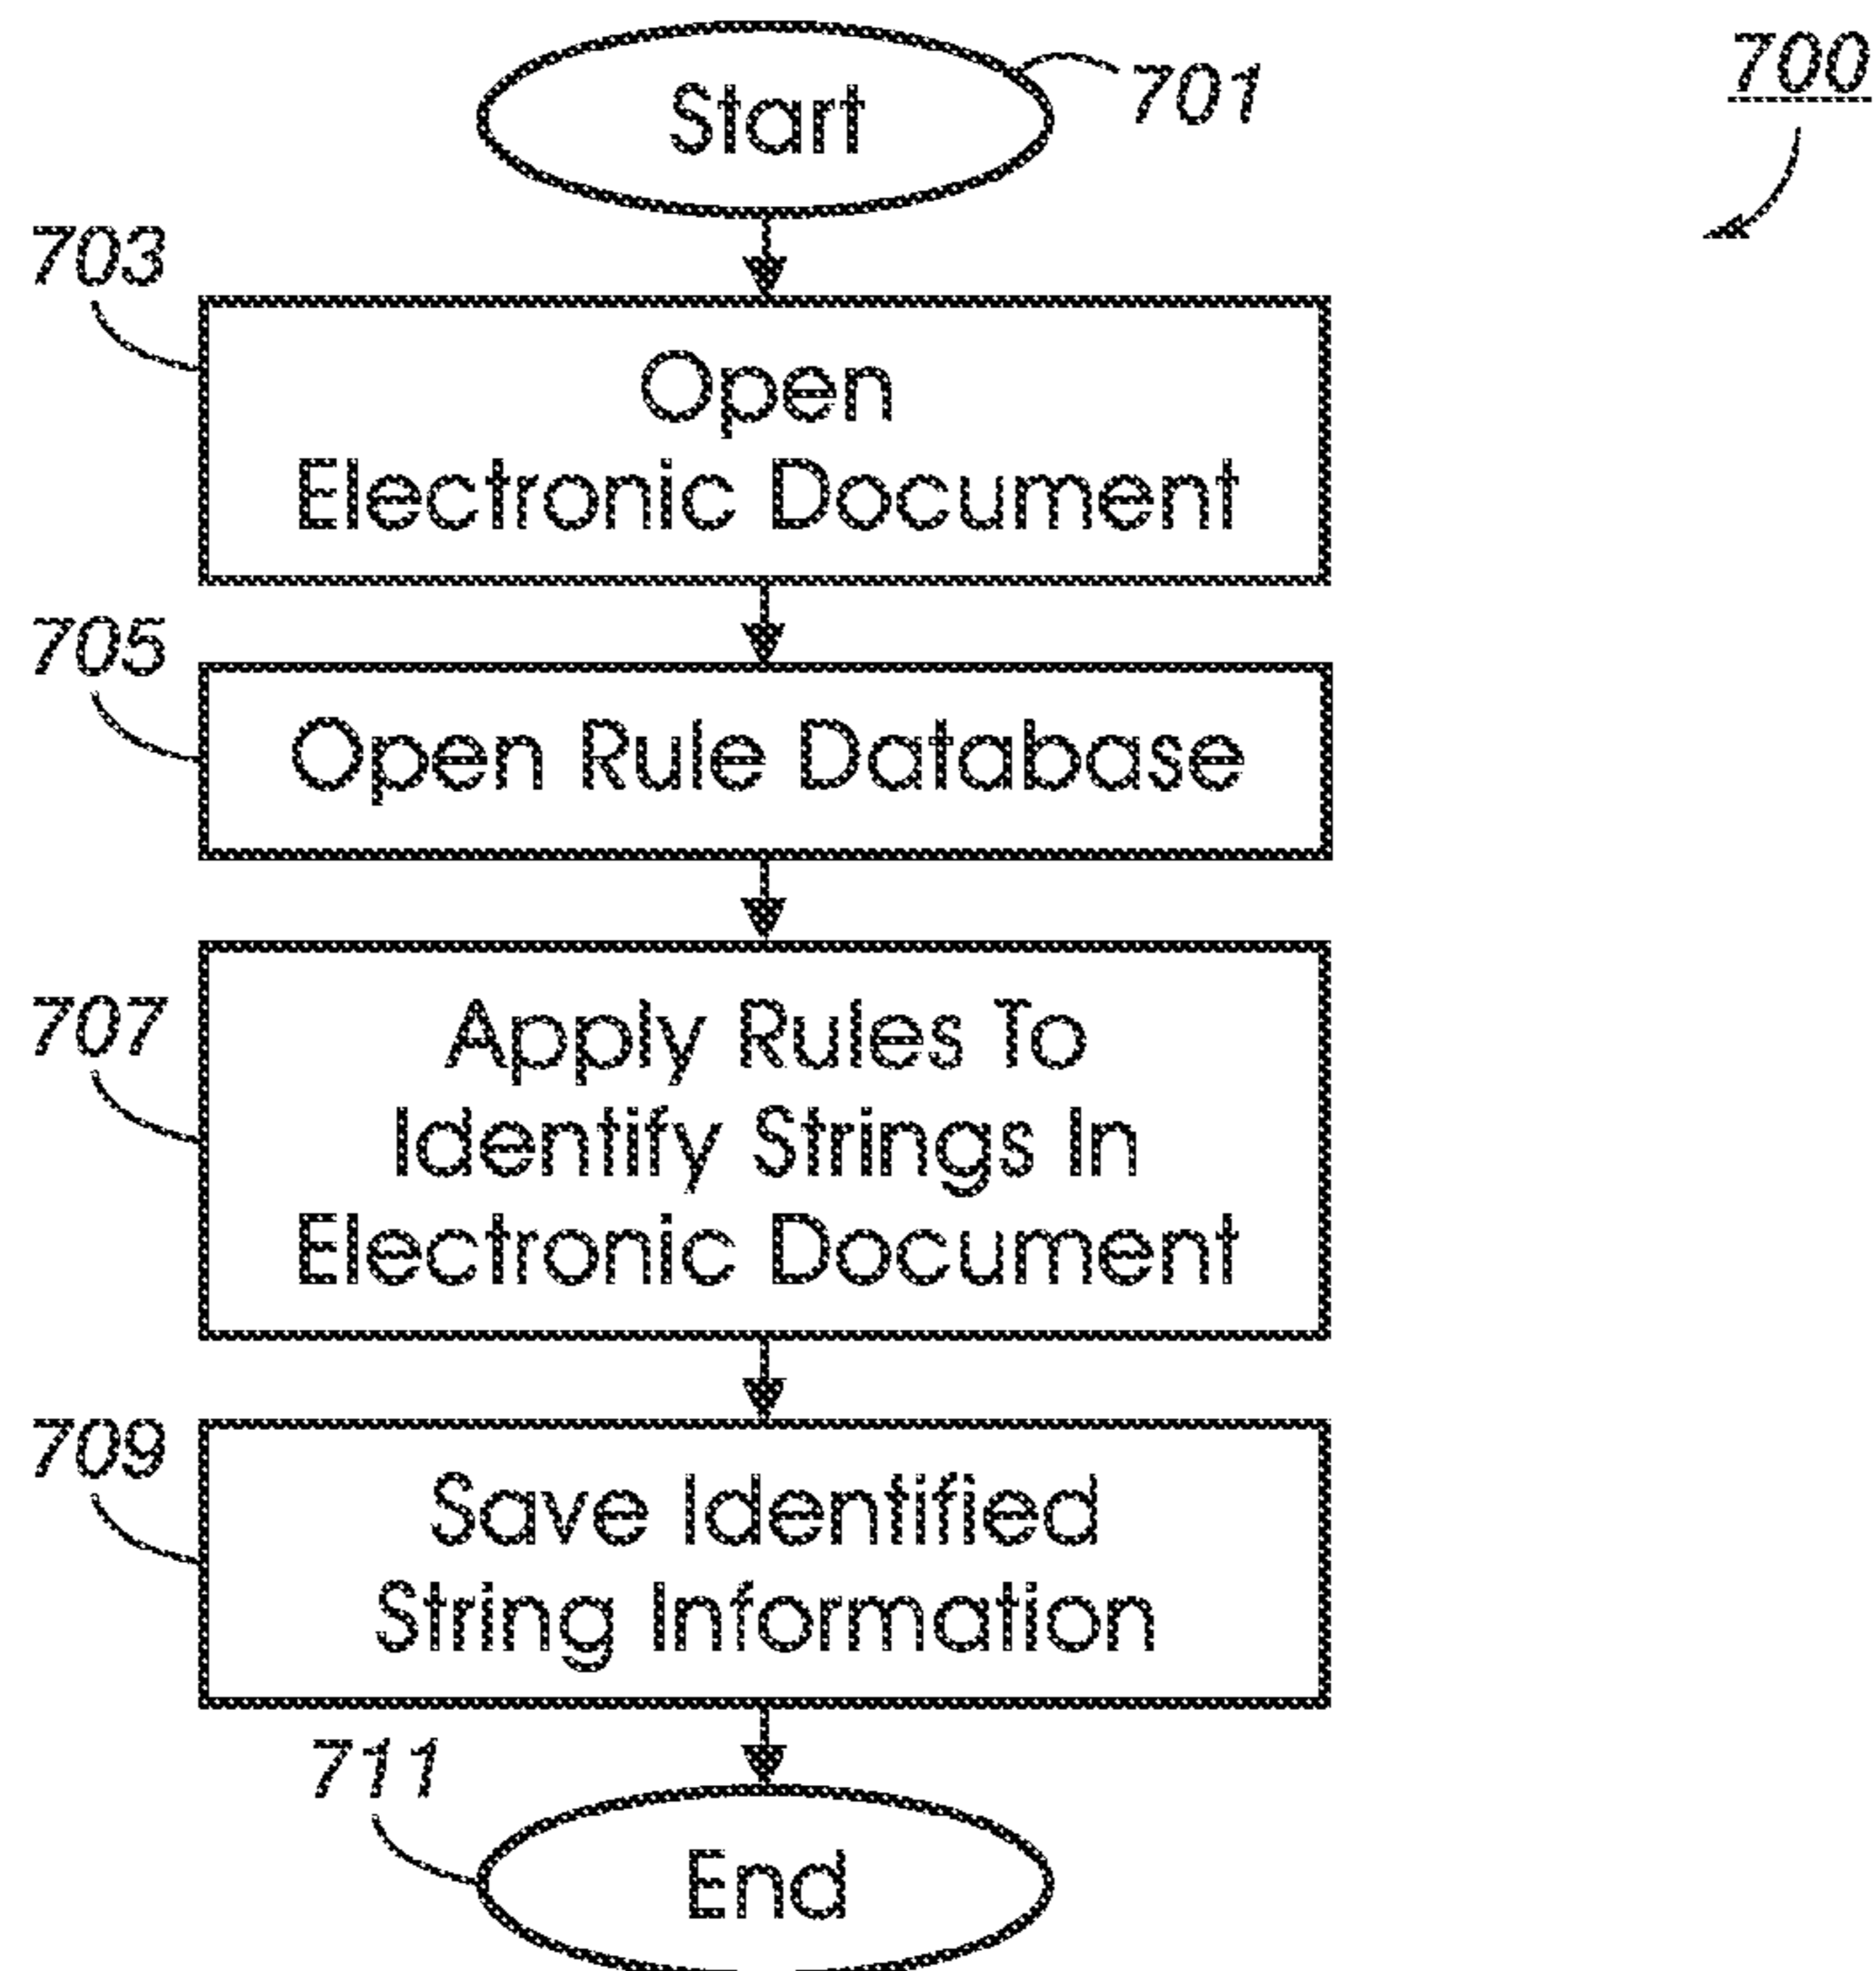 Start
701
700
703
Open
Electronic Document
705
Open Rule Database
707
Apply Rules To
Identify Strings In
Electronic Document
709
Save Identified
String Information
711
End